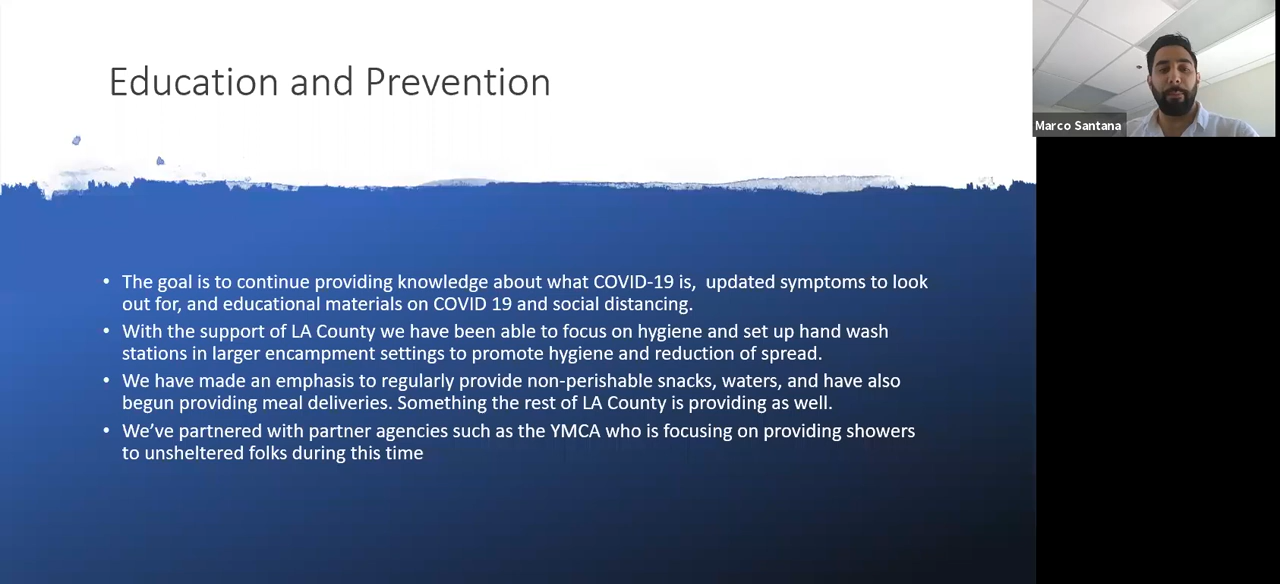 Education and Prevention
Marco Santana
• The goal is to continue providing knowledge about what COVID-19 is,  updated symptoms to look
out for, and educational materials on COVID 19 and social distancing.
• With the support of LA County we have been able to focus on hygiene and set up hand wash
stations in larger encampment settings to promote hygiene and reduction of spread.
• We have made an emphasis to regularly provide non-perishable snacks, waters, and have also
begun providing meal deliveries. Something the rest of LA County is providing as well.
• We’ve partnered with partner agencies such as the YMCA who is focusing on providing showers
to unsheltered folks during this time